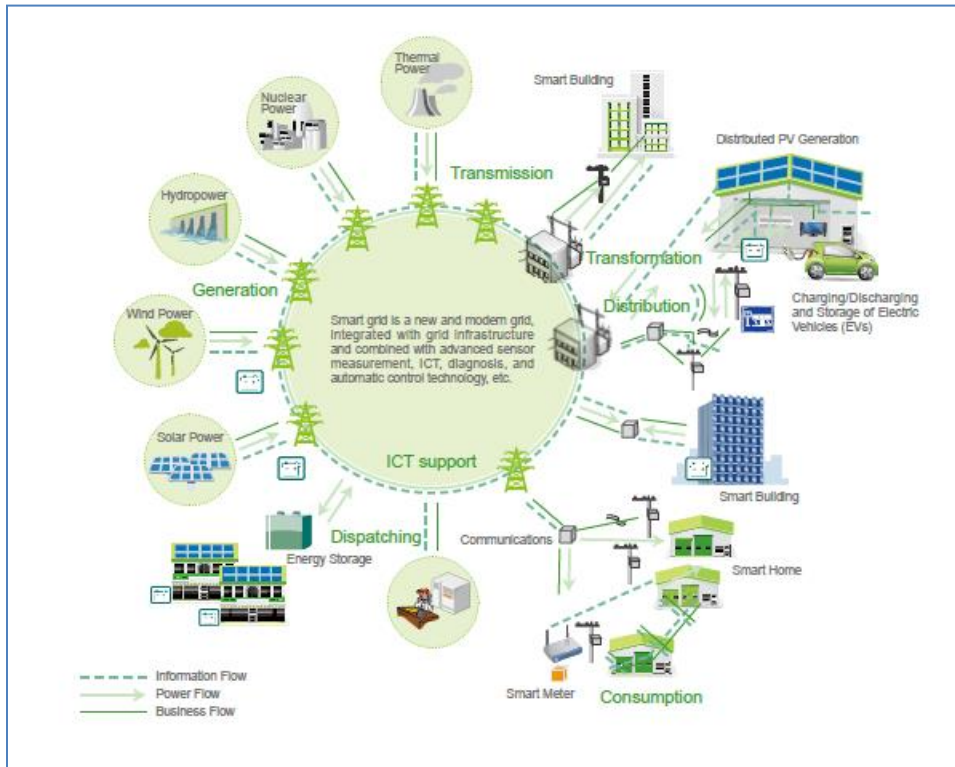 Thermal
Power
Smart Building
Nuclear
Power
Distributed PV Generation
Transmission
Hydropower
Transformation
Generation
Distribution
Charging/Discharging
and Storage of Electric
Vehicles (EVs)
Wind Power
Smart grid is a new and modern grid,
integrated with grid infrastructure
and combined with advanced sensor
measurement, ICT, diagnosis, and
automatic control technology, etc.
Solar Power
ICT support
Smart Building
Dispatching
Communications
Energy Storage
Smart Home
Smart Meter
Consumption
Information Flow
Power Flow
Business Flow